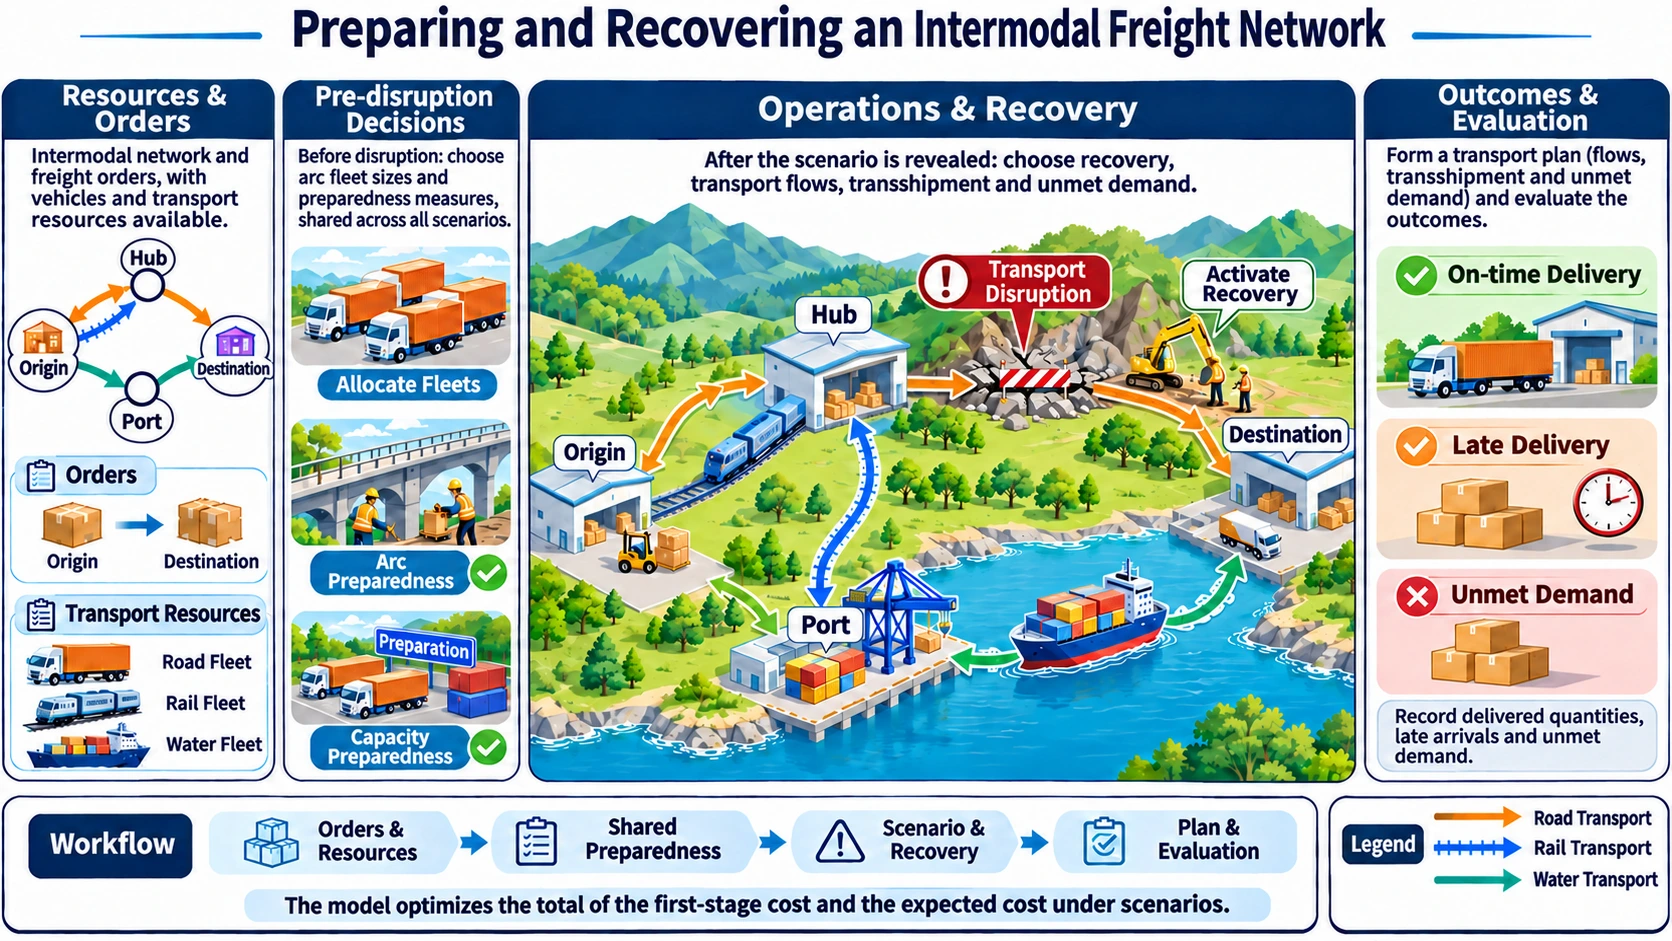 Preparing and Recovering an Intermodal Freight Network
Resources &
Orders
Intermodal network and
freight orders, with
vehicles and transport
resources available.
Hub
Origin
Destination
Port
Orders
Origin
Destination
Transport Resources
Road Fleet
Rail Fleet
Water Fleet
Pre-disruption
Decisions
Before disruption: choose
arc fleet sizes and
preparedness measures,
shared across all scenarios.
Allocate Fleets
Arc
Preparedness
Preparation
Capacity
Preparedness
Operations & Recovery
After the scenario is revealed: choose recovery,
transport flows, transshipment and unmet demand.
Transport
Disruption
Activate
Recovery
Hub
Origin
Destination
Port
Outcomes &
Evaluation
Form a transport plan (flows,
transshipment and unmet
demand) and evaluate the
outcomes.
On-time Delivery
Late Delivery
Unmet Demand
Record delivered quantities,
late arrivals and unmet
demand.
Workflow
Orders &
Resources
Shared
Preparedness
Scenario &
Recovery
Plan &
Evaluation
The model optimizes the total of the first-stage cost and the expected cost under scenarios.
Legend
Road Transport
Rail Transport
Water Transport